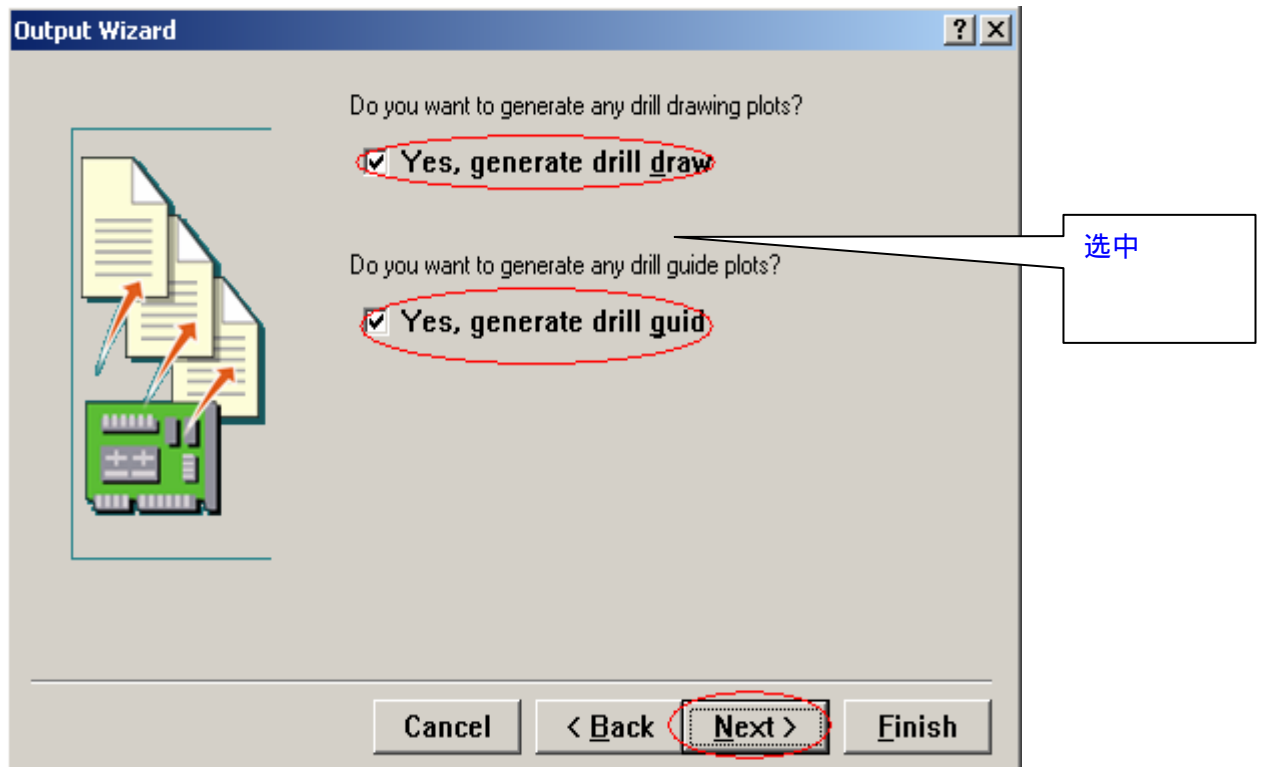 Output Wizard
Do you want to generate any drill drawing plots?
Yes, generate drill draw
选中
Do you want to generate any drill guide plots?
Yes, generate drill guid
Cancel
< Back
Next >
Finish